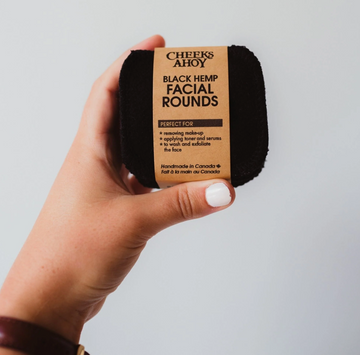 CHEEKS
AHOY
BLACK HEMP
FACIAL
ROUNDS
PERFECT FOR
• removing make-up
• applying toner and serums
• to wash and exfoliate
the face
Handmade in Canada
Fait à la main au Canada